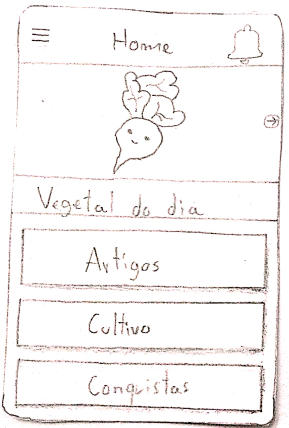 Home
Vegetal do dia
Artigos
Cultivo
Conquistas